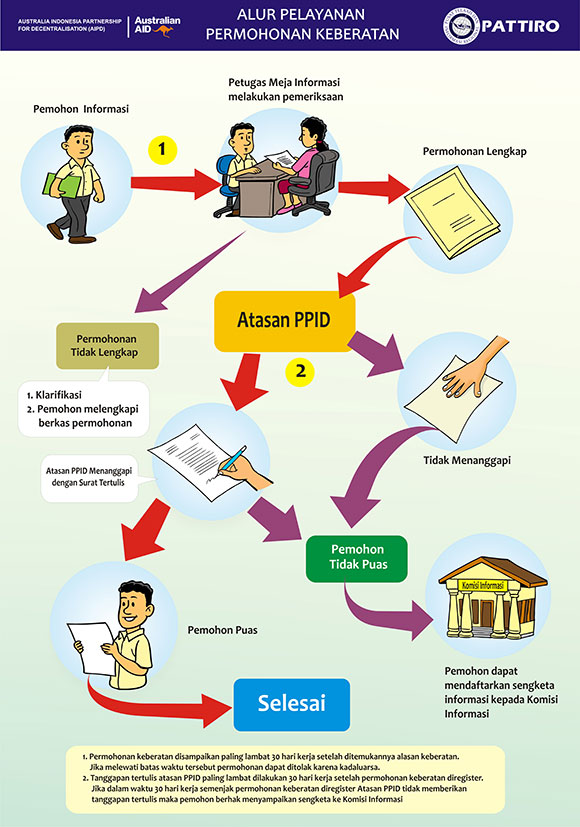 AUSTRALIA INDONESIA PARTNERSHIP
FOR DECENTRALISATION (AIPD)
Australian
AID
ALUR PELAYANAN
PERMOHONAN KEBERATAN
PATTIRO
Pemohon Informasi
1
Petugas Meja Informasi
melakukan pemeriksaan
Permohonan Lengkap
Atasan PPID
Permohonan
Tidak Lengkap
1. Klarifikasi
2. Pemohon melengkapi
berkas permohonan
2
Tidak Menanggapi
Atasan PPID Menanggapi
dengan Surat Tertulis
Pemohon
Tidak Puas
Komisi Informasi
Pemohon Puas
Pemohon dapat
mendaftarkan sengketa
informasi kepada Komisi
Informasi
Selesai
1. Permohonan keberatan disampaikan paling lambat 30 hari kerja setelah ditemukannya alasan keberatan.
Jika melewati batas waktu tersebut permohonan dapat ditolak karena kadaluarsa.
2. Tanggapan tertulis atasan PPID paling lambat dilakukan 30 hari kerja setelah permohonan keberatan diregister.
Jika dalam waktu 30 hari kerja semenjak permohonan keberatan diregister Atasan PPID tidak memberikan
tanggapan tertulis maka pemohon berhak menyampaikan sengketa ke Komisi Informasi